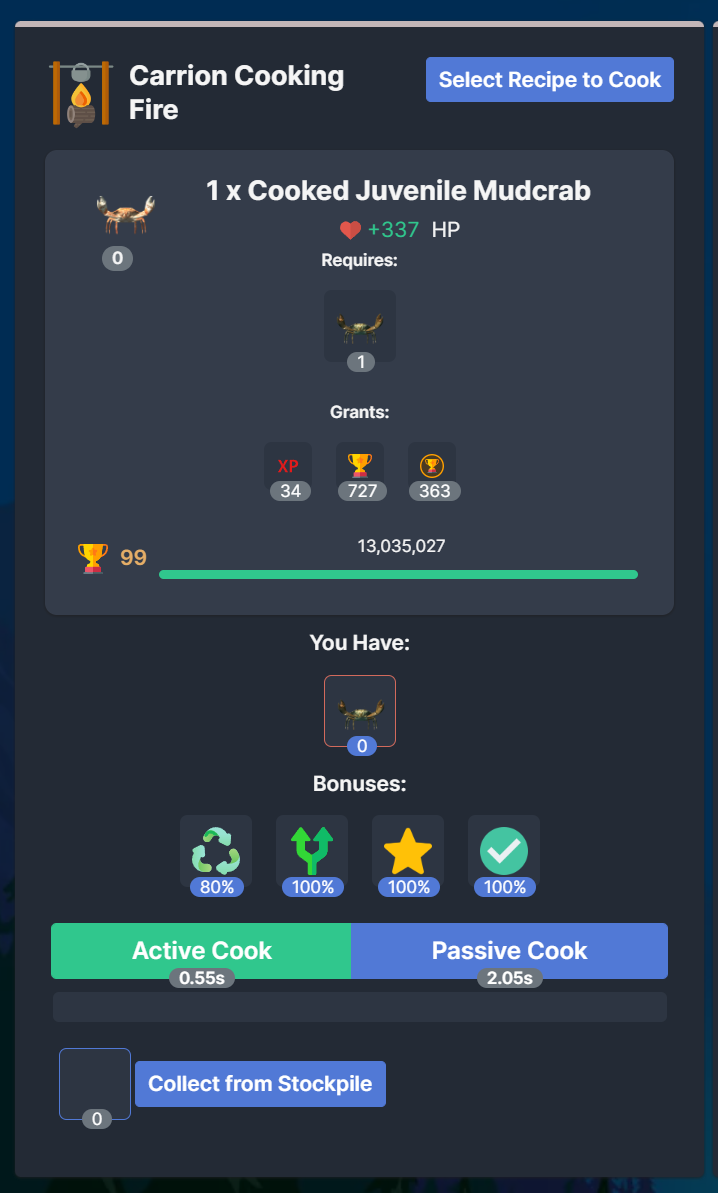 Carrion Cooking
Fire
Select Recipe to Cook
1 x Cooked Juvenile Mudcrab
+337 HP
0
Requires:
1
Grants:
XP
34
727
363
13,035,027
99
You Have:
0
Bonuses:
80%
100%
100%
100%
Active Cook
Passive Cook
0.55s
2.05s
Collect from Stockpile
0